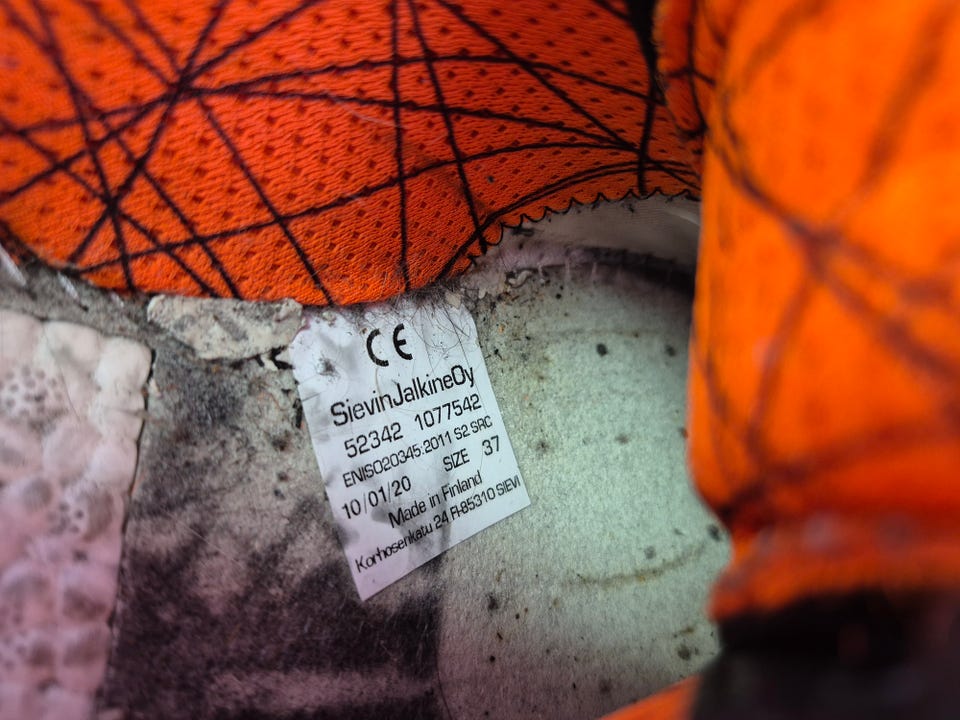 CE
SievinJalkineOy
52342 1077542
ENISO20345:2011 S2 SRC
10/01/20 SIZE 37
Made in Finland
Korhosenkatu 24 FI-85310 SIEVI